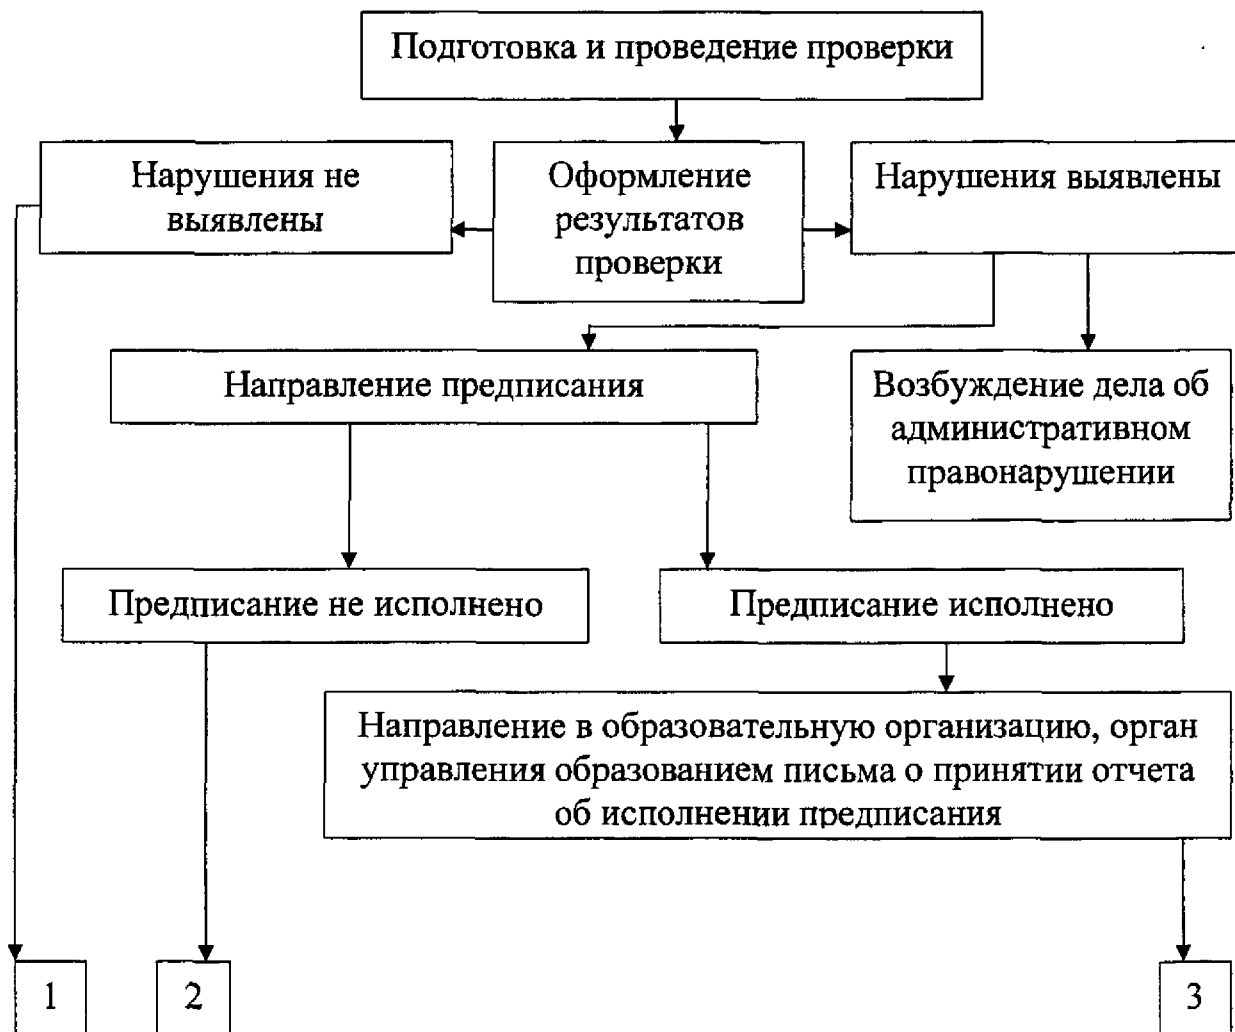 Подготовка и проведение проверки
Нарушения не
выявлены
Оформление
результатов
проверки
Нарушения выявлены
Направление предписания
Возбуждение дела об
административном
правонарушении
Предписание не исполнено
Предписание исполнено
Направление в образовательную организацию, орган
управления образованием письма о принятии отчета
об исполнении предписания
1
2
3